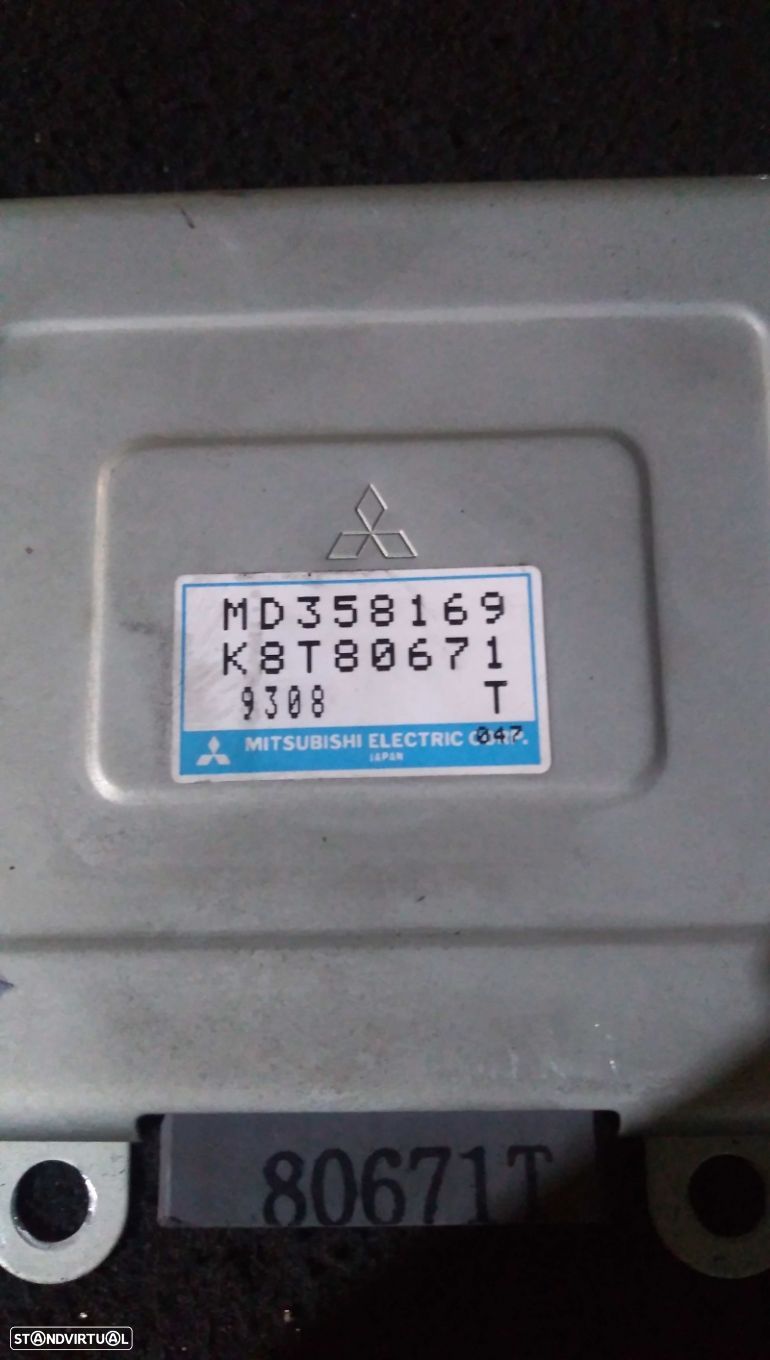 MD358169
K8T80671
9308 T
MITSUBISHI ELECTRIC CORP.
047
JAPAN
80671T
STANDVIRTUAL